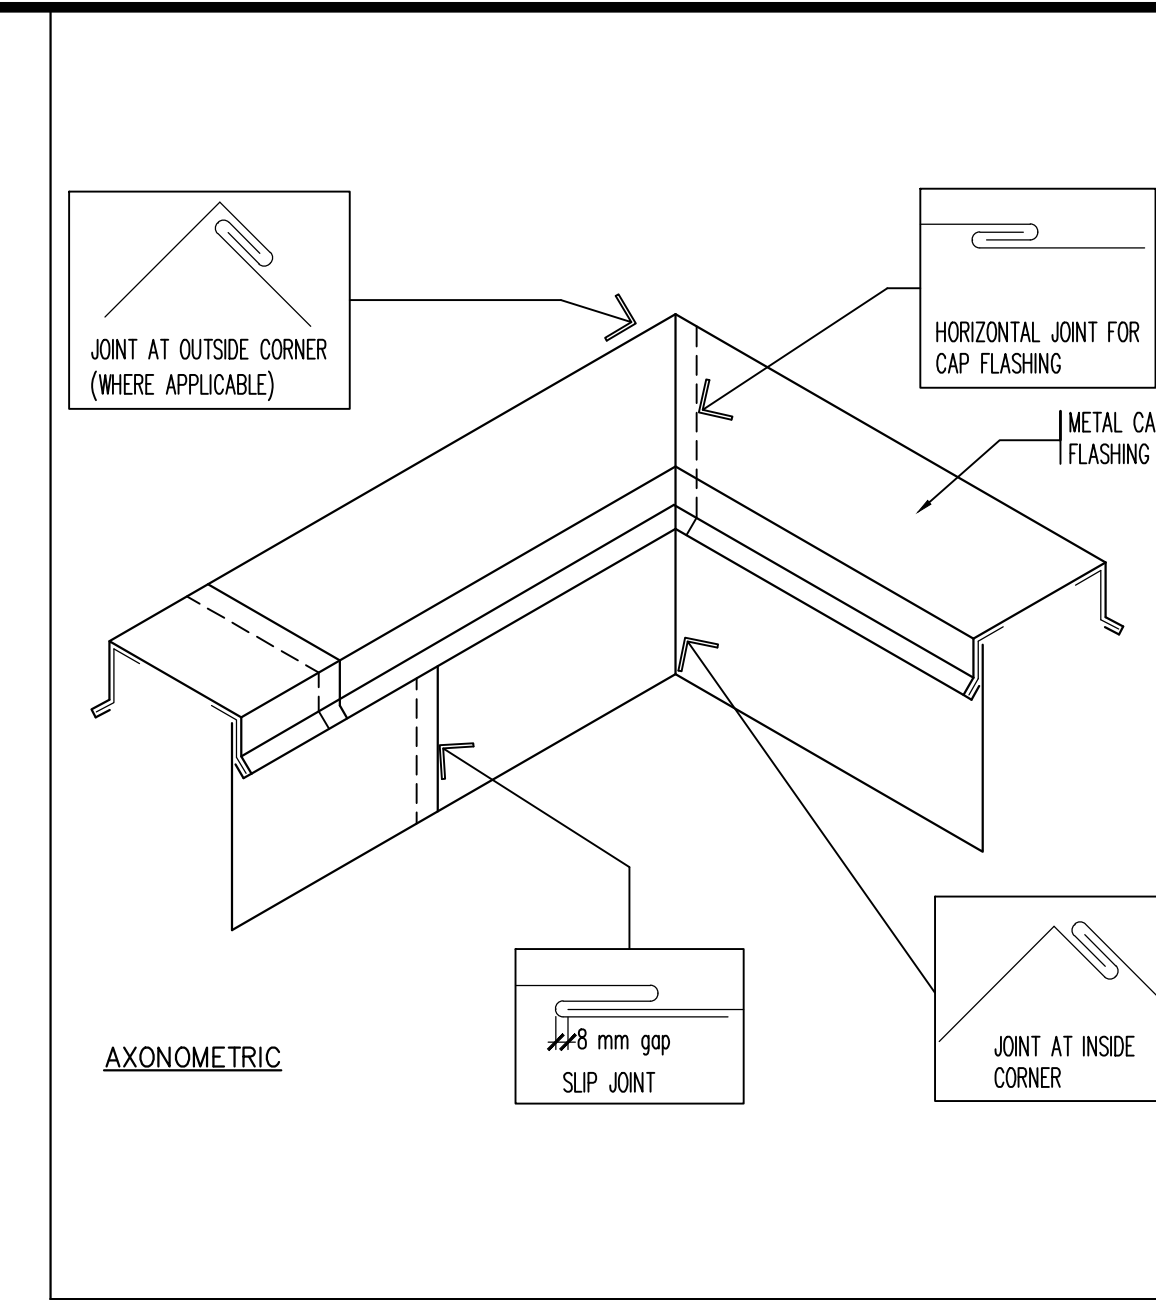 JOINT AT OUTSIDE CORNER
(WHERE APPLICABLE)
HORIZONTAL JOINT FOR
CAP FLASHING
METAL CA
FLASHING
8 mm gap
SLIP JOINT
JOINT AT INSIDE
CORNER
AXONOMETRIC